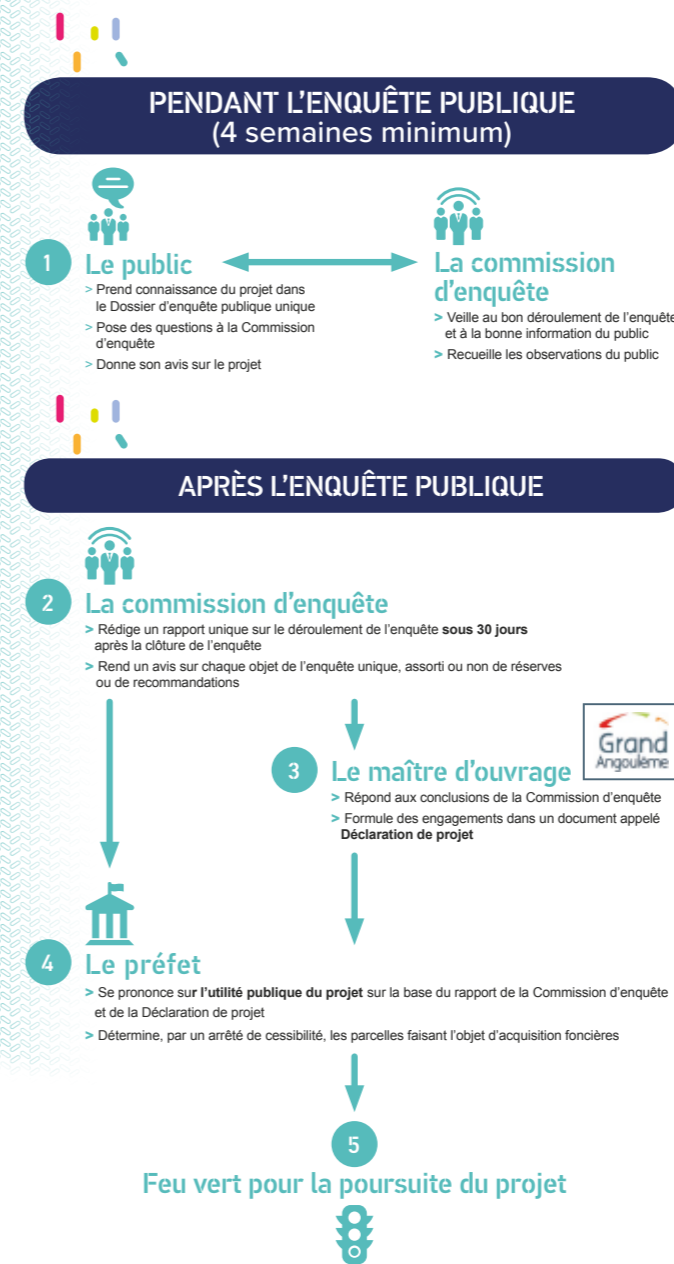 PENDANT L'ENQUÊTE PUBLIQUE
(4 semaines minimum)
1
Le public
> Prend connaissance du projet dans
le Dossier d'enquête publique unique
> Pose des questions à la Commission
d'enquête
> Donne son avis sur le projet
La commission
d'enquête
> Veille au bon déroulement de l'enquête
et à la bonne information du public
> Recueille les observations du public
APRÈS L'ENQUÊTE PUBLIQUE
2
La commission d'enquête
> Rédige un rapport unique sur le déroulement de l'enquête sous 30 jours
après la clôture de l'enquête
> Rend un avis sur chaque objet de l'enquête unique, assorti ou non de réserves
ou de recommandations
3
Le maître d'ouvrage
Grand
Angoulême
> Répond aux conclusions de la Commission d'enquête
> Formule des engagements dans un document appelé
Déclaration de projet
4
Le préfet
> Se prononce sur l'utilité publique du projet sur la base du rapport de la Commission d'enquête
et de la Déclaration de projet
> Détermine, par un arrêté de cessibilité, les parcelles faisant l'objet d'acquisition foncières
5
Feu vert pour la poursuite du projet